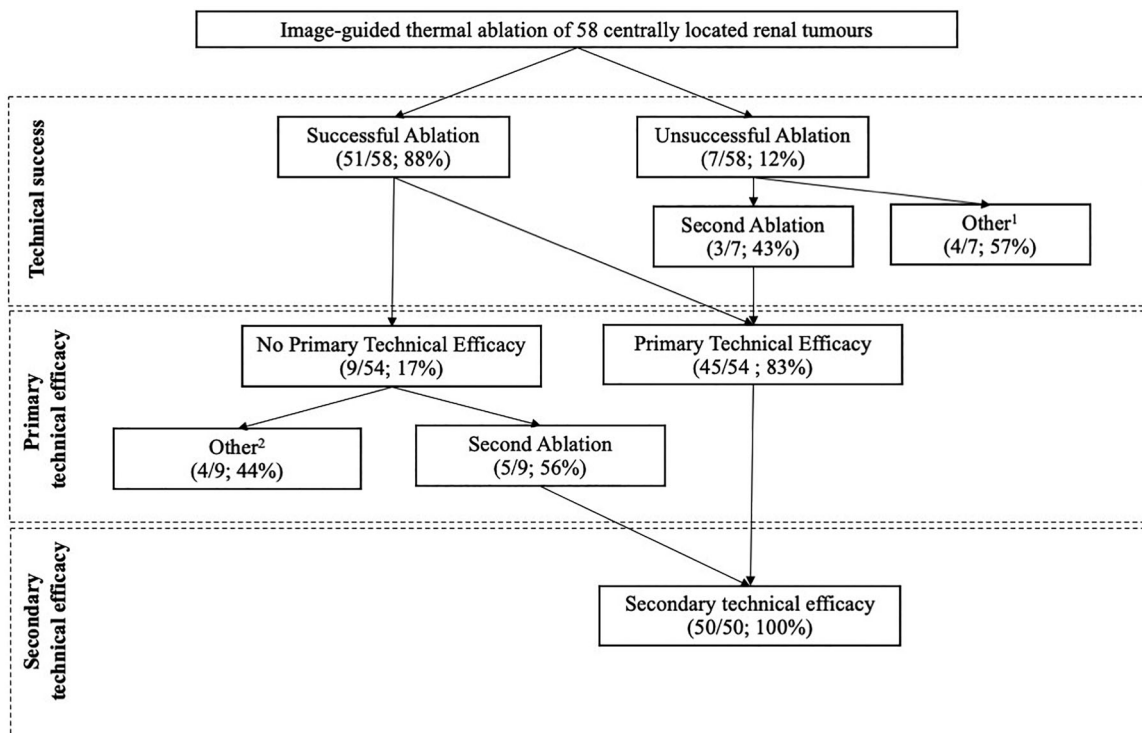 Image-guided thermal ablation of 58 centrally located renal tumours
Technical success
Successful Ablation
(51/58; 88%)
Unsuccessful Ablation
(7/58; 12%)
Second Ablation
(3/7; 43%)
Other¹
(4/7; 57%)
Primary
technical efficacy
No Primary Technical Efficacy
(9/54; 17%)
Primary Technical Efficacy
(45/54 ; 83%)
Other²
(4/9; 44%)
Second Ablation
(5/9; 56%)
Secondary
technical efficacy
Secondary technical efficacy
(50/50; 100%)